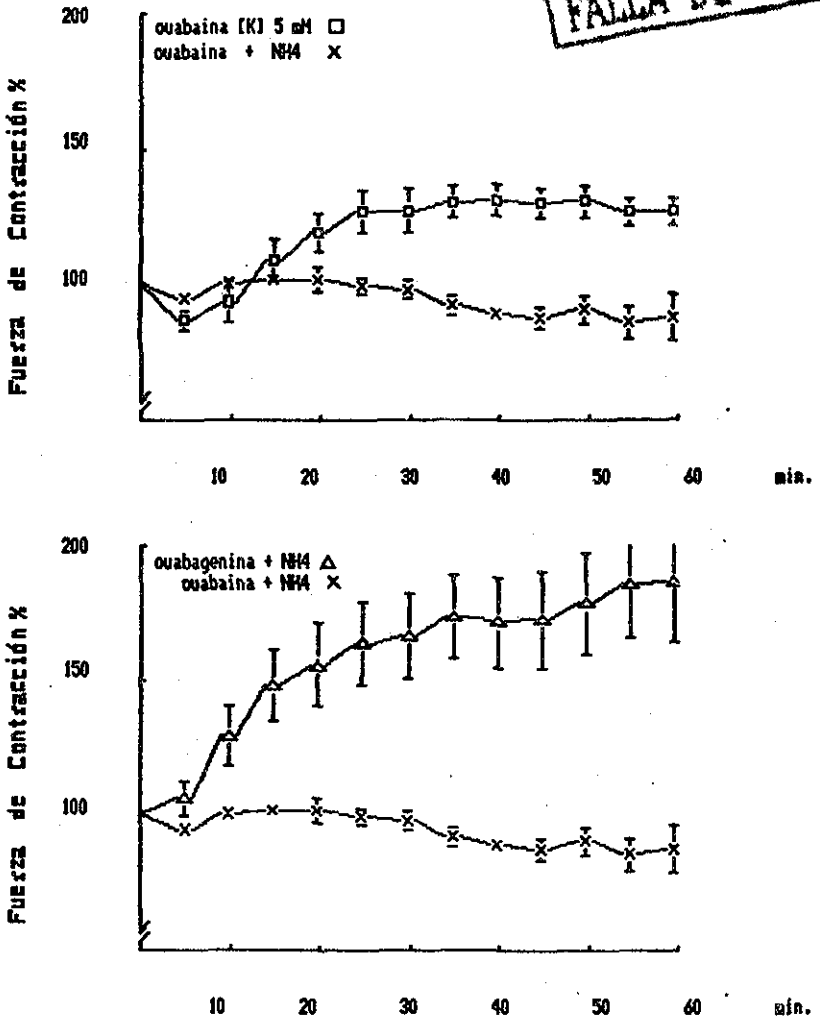 FALLA
200
ouabaina [K] 5 mM □
ouabaina + NH4 ×
150
100
Fuerza de Contracción %
10 20 30 40 50 60 min.
200
ouabagenina + NH4 △
ouabaina + NH4 ×
150
100
Fuerza de Contracción %
10 20 30 40 50 60 min.